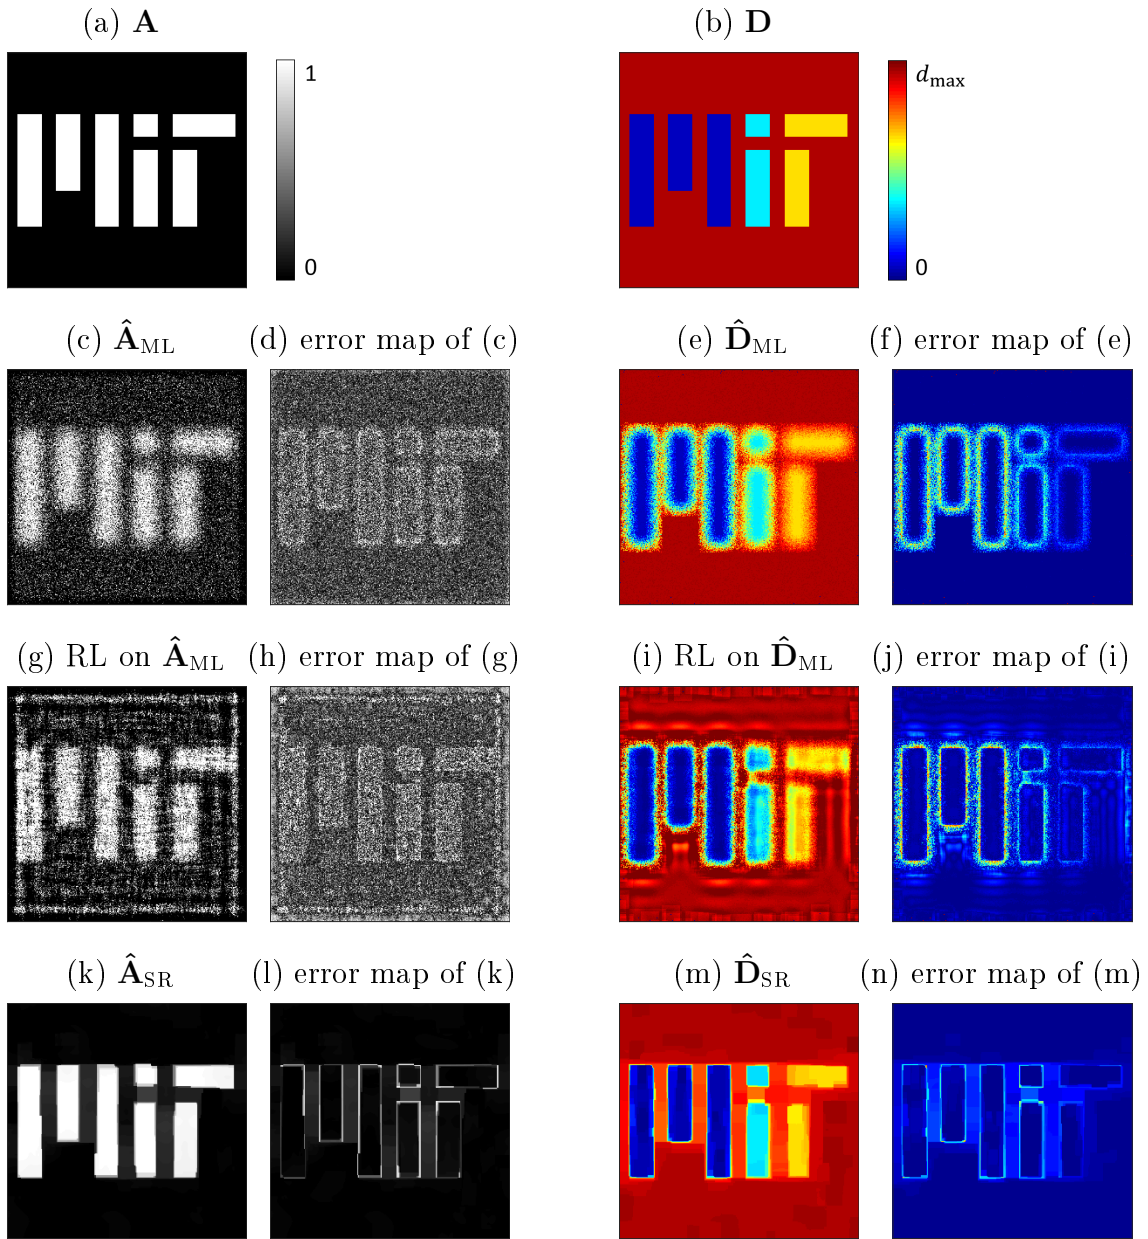 (a) A
(b) D
1
0
d_max
0
(c) Â_ML
(d) error map of (c)
(e) D̂_ML
(f) error map of (e)
(g) RL on Â_ML
(h) error map of (g)
(i) RL on D̂_ML
(j) error map of (i)
(k) Â_SR
(l) error map of (k)
(m) D̂_SR
(n) error map of (m)